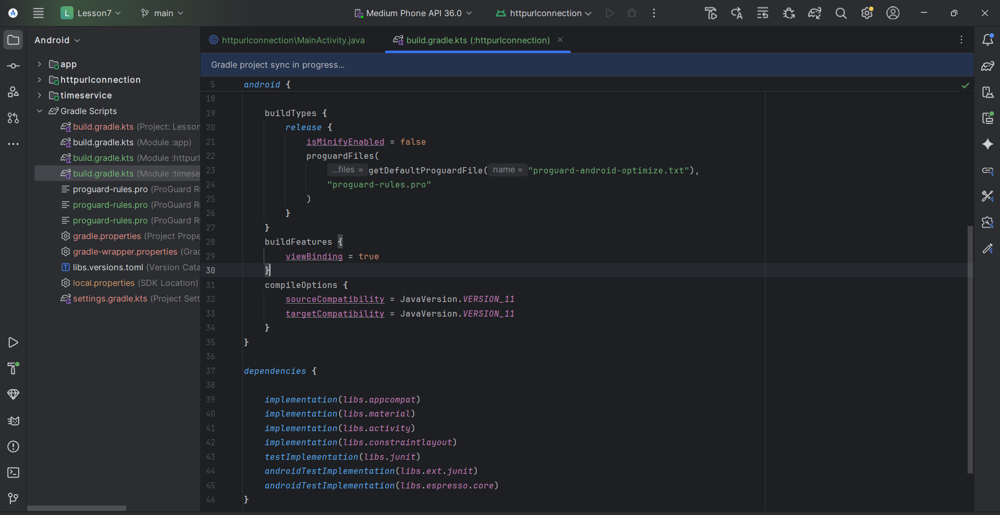 L Lesson7 main Medium Phone API 36.0 httpurlconnection
Android
httpurlconnection\MainActivity.java build.gradle.kts (:httpurlconnection)
Gradle project sync in progress...
app
httpurlconnection
timeservice
Gradle Scripts
build.gradle.kts (Project: Lesson
build.gradle.kts (Module :app)
build.gradle.kts (Module :httpurl
build.gradle.kts (Module :timese
proguard-rules.pro (ProGuard Ru
proguard-rules.pro (ProGuard Ru
proguard-rules.pro (ProGuard Ru
gradle.properties (Project Prope
gradle-wrapper.properties (Grad
T libs.versions.toml (Version Cata
local.properties (SDK Location)
settings.gradle.kts (Project Sett
5 android {
18
19 buildTypes {
20 release {
21 isMinifyEnabled = false
22 proguardFiles(
23 ...files = getDefaultProguardFile( name = "proguard-android-optimize.txt"),
24 "proguard-rules.pro"
25 )
26 }
27 }
28 buildFeatures {
29 viewBinding = true
30 }
31 compileOptions {
32 sourceCompatibility = JavaVersion.VERSION_11
33 targetCompatibility = JavaVersion.VERSION_11
34 }
35 }
36
37 dependencies {
38
39 implementation(libs.appcompat)
40 implementation(libs.material)
41 implementation(libs.activity)
42 implementation(libs.constraintlayout)
43 testImplementation(libs.junit)
44 androidTestImplementation(libs.ext.junit)
45 androidTestImplementation(libs.espresso.core)
46 }